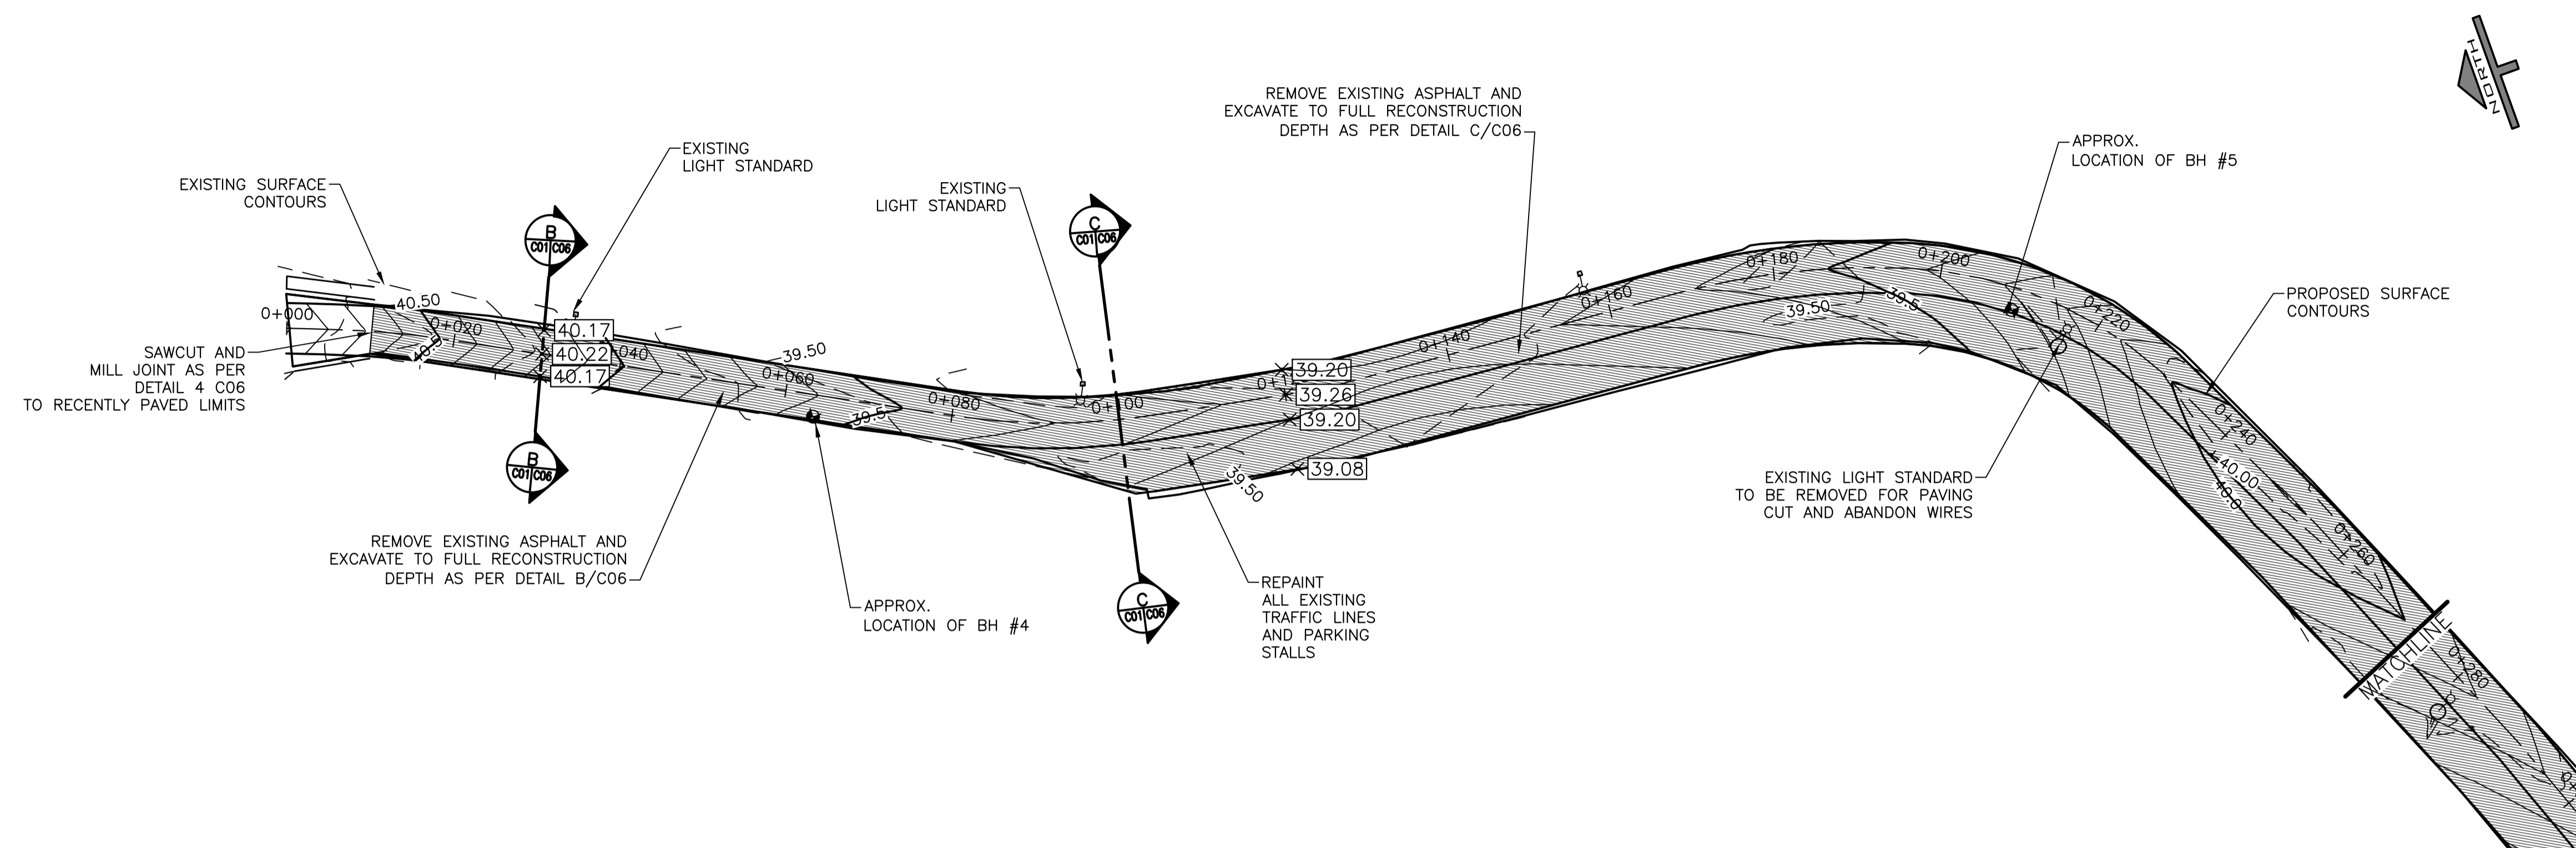 NORTH
REMOVE EXISTING ASPHALT AND
EXCAVATE TO FULL RECONSTRUCTION
DEPTH AS PER DETAIL C/C06
APPROX.
LOCATION OF BH #5
EXISTING
LIGHT STANDARD
EXISTING SURFACE
CONTOURS
EXISTING
LIGHT STANDARD
B
C01 C06
C
C01 C06
PROPOSED SURFACE
CONTOURS
0+000
40.50
0+020
40.5
40.17
40.22
40.17
040
39.50
0+060
0+080
39.5
0+100
39.20
39.26
39.20
39.08
39.50
0+140
0+160
0+180
39.50
39.5
0+200
0+220
0+240
40.00
40.0
0+260
SAWCUT AND
MILL JOINT AS PER
DETAIL 4 C06
TO RECENTLY PAVED LIMITS
B
C01 C06
REMOVE EXISTING ASPHALT AND
EXCAVATE TO FULL RECONSTRUCTION
DEPTH AS PER DETAIL B/C06
APPROX.
LOCATION OF BH #4
C
C01 C06
REPAINT
ALL EXISTING
TRAFFIC LINES
AND PARKING
STALLS
EXISTING LIGHT STANDARD
TO BE REMOVED FOR PAVING
CUT AND ABANDON WIRES
MATCHLINE
0+280